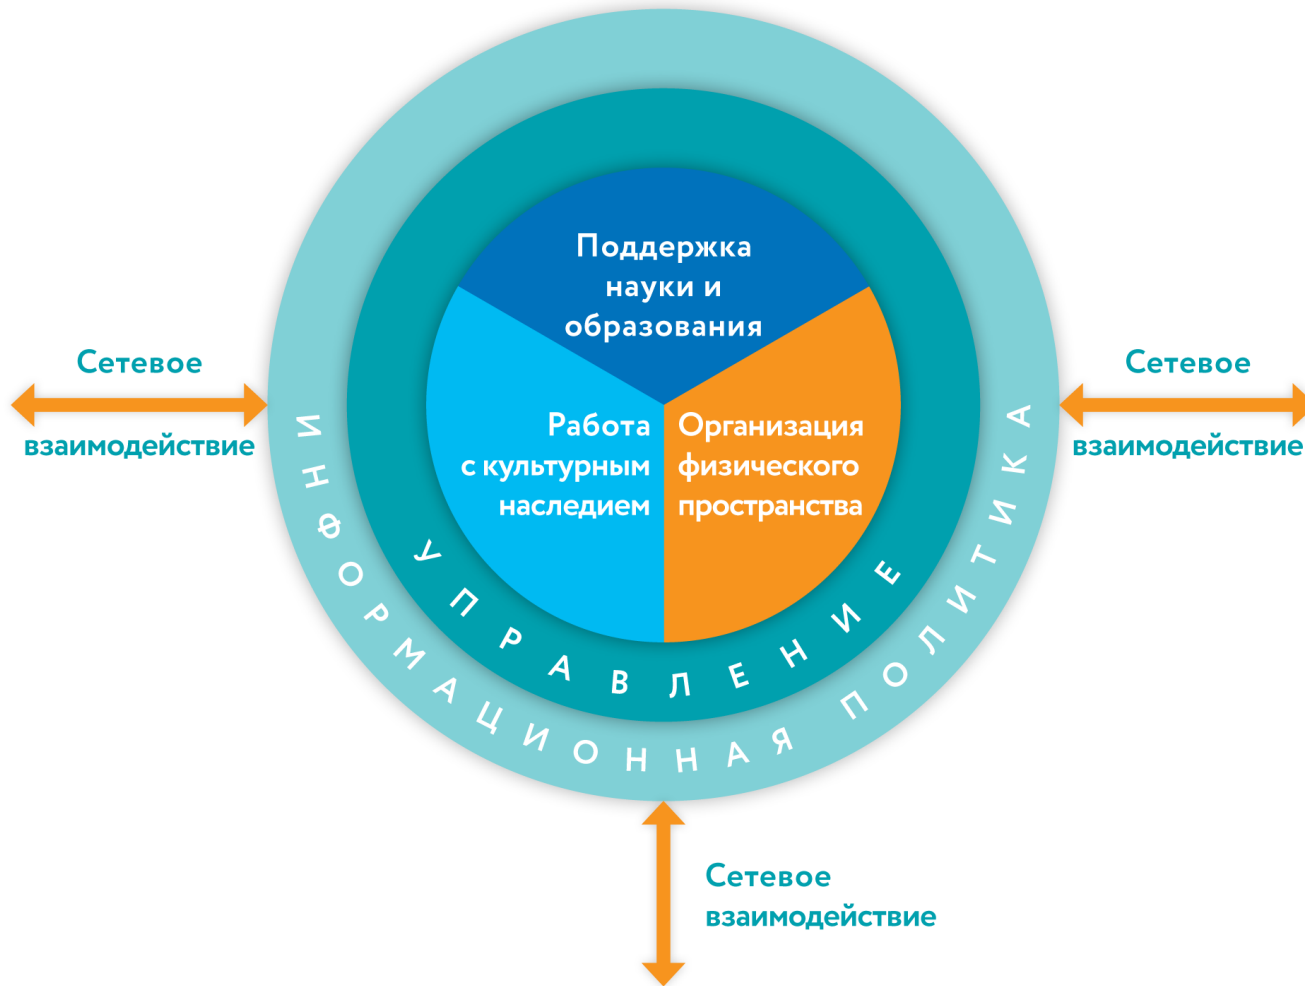 Поддержка
науки и
образования
Сетевое
взаимодействие
Работа
с культурным
наследием
Организация
физического
пространства
Сетевое
взаимодействие
УПРАВЛЕНИЕ
ИНФОРМАЦИОННАЯ ПОЛИТИКА
Сетевое
взаимодействие